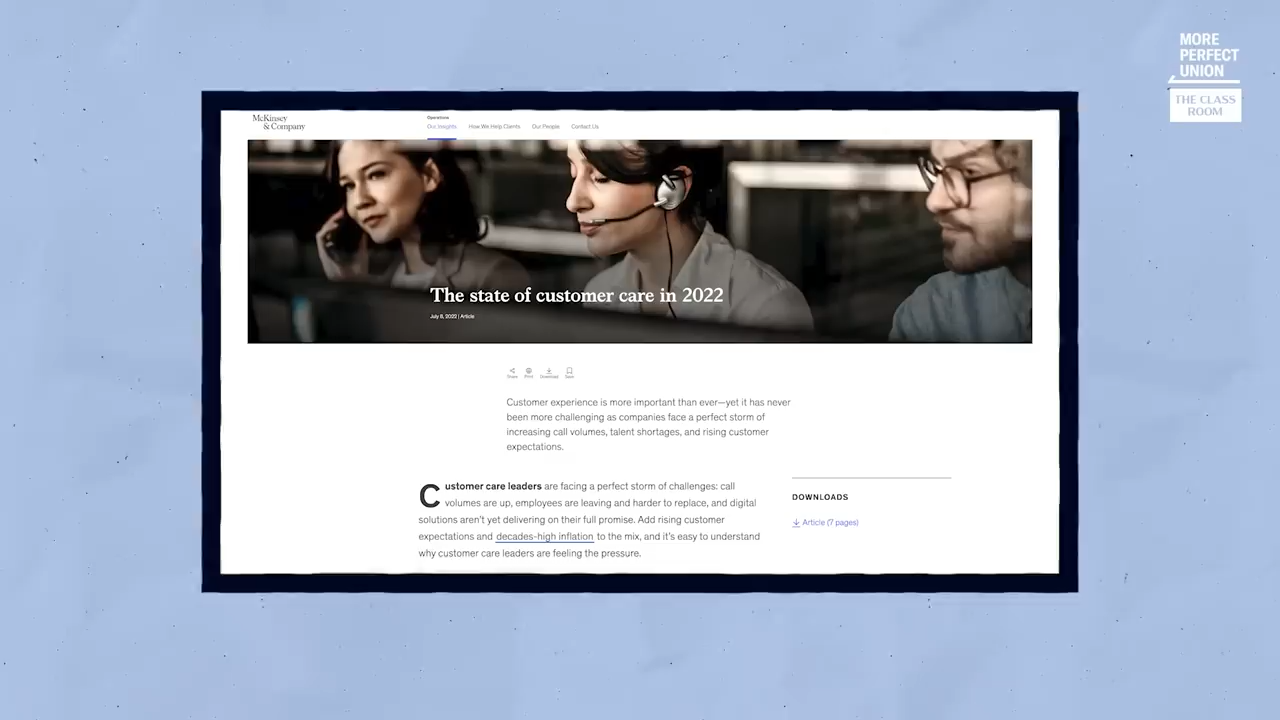 MORE
PERFECT
UNION
THE CLASS
ROOM
McKinsey
& Company
Operations
Our Insights
How We Help Clients
Our People
Contact Us
The state of customer care in 2022
July 8, 2022 | Article
Share
Print
Download
Save
Customer experience is more important than ever—yet it has never
been more challenging as companies face a perfect storm of
increasing call volumes, talent shortages, and rising customer
expectations.
Customer care leaders are facing a perfect storm of challenges: call
volumes are up, employees are leaving and harder to replace, and digital
solutions aren't yet delivering on their full promise. Add rising customer
expectations and decades-high inflation to the mix, and it's easy to understand
why customer care leaders are feeling the pressure.
DOWNLOADS
Article (7 pages)